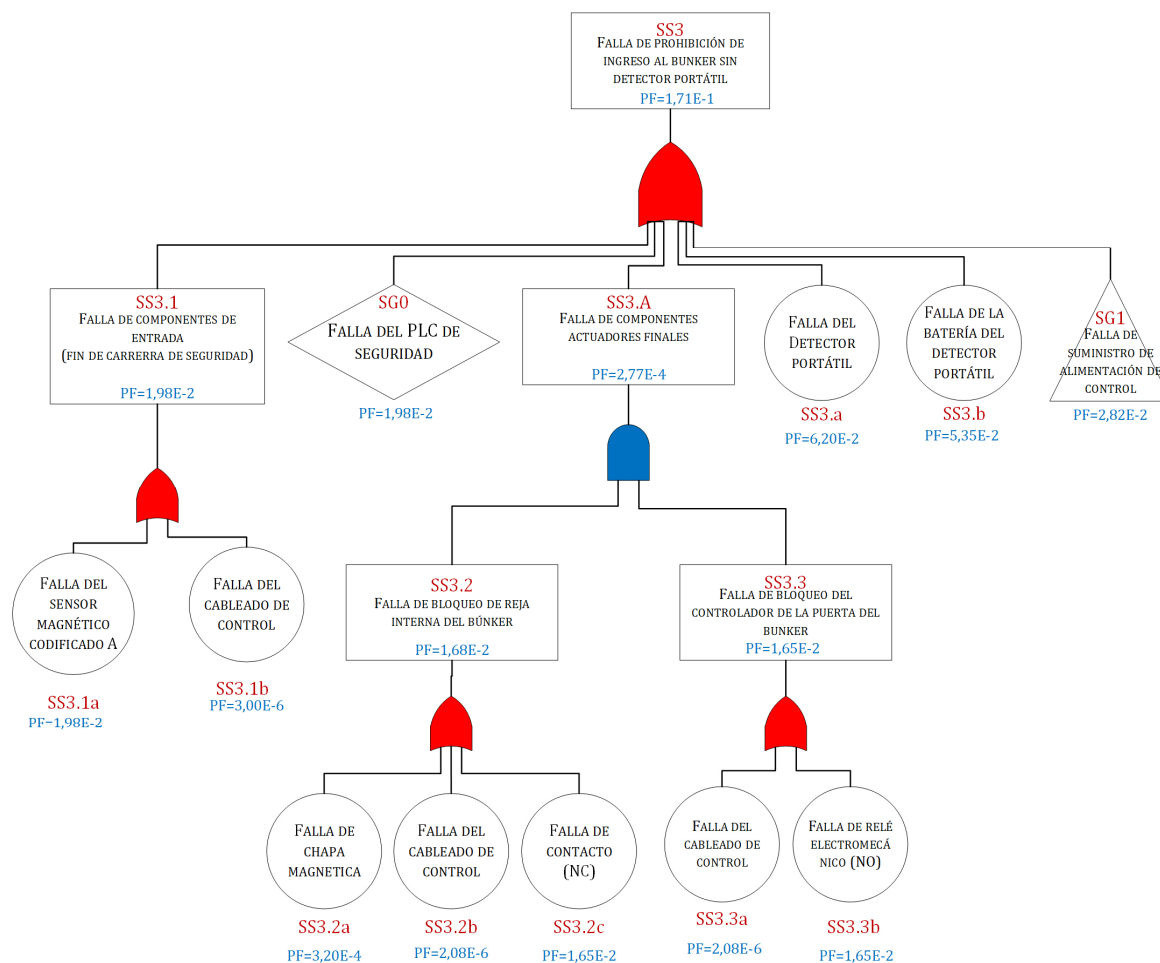 SS3
FALLA DE PROHIBICIÓN DE
INGRESO AL BUNKER SIN
DETECTOR PORTÁTIL
PF=1,71E-1
SS3.1
FALLA DE COMPONENTES DE
ENTRADA
(FIN DE CARRERRA DE SEGURIDAD)
PF=1,98E-2
SG0
FALLA DEL PLC DE
SEGURIDAD
PF=1,98E-2
SS3.A
FALLA DE COMPONENTES
ACTUADORES FINALES
PF=2,77E-4
FALLA DEL
DETECTOR
PORTÁTIL
SS3.a
PF=6,20E-2
FALLA DE LA
BATERÍA DEL
DETECTOR
PORTÁTIL
SS3.b
PF=5,35E-2
SG1
FALLA DE
SUMINISTRO DE
ALIMENTACIÓN DE
CONTROL
PF=2,82E-2
FALLA DEL
SENSOR
MAGNÉTICO
CODIFICADO A
SS3.1a
PF=1,98E-2
FALLA DEL
CABLEADO DE
CONTROL
SS3.1b
PF=3,00E-6
SS3.2
FALLA DE BLOQUEO DE REJA
INTERNA DEL BÚNKER
PF=1,68E-2
SS3.3
FALLA DE BLOQUEO DEL
CONTROLADOR DE LA PUERTA DEL
BUNKER
PF=1,65E-2
FALLA DE
CHAPA
MAGNETICA
SS3.2a
PF=3,20E-4
FALLA DEL
CABLEADO DE
CONTROL
SS3.2b
PF=2,08E-6
FALLA DE
CONTACTO
(NC)
SS3.2c
PF=1,65E-2
FALLA DEL
CABLEADO DE
CONTROL
SS3.3a
PF=2,08E-6
FALLA DE RELÉ
ELECTROMECÁ
NICO (NO)
SS3.3b
PF=1,65E-2